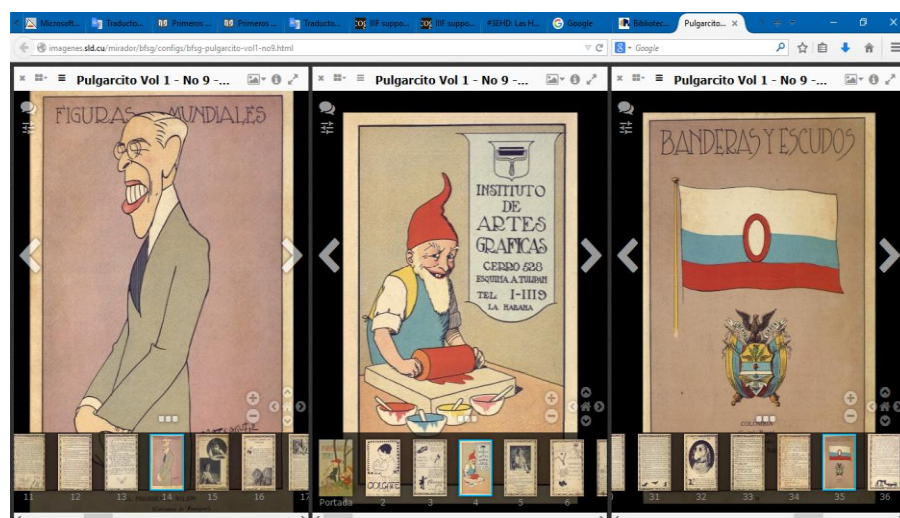 Microsoft...
Traducto...
Primeros ...
Primeros ...
Traducto...
IIIF suppo...
IIIF suppo...
#SEHD: Las H...
Google
Bibliotec...
Pulgarcito...
imagenes.sld.cu/mirador/bfsg/configs/bfsg-pulgarcito-vol1-no9.html
Google
Pulgarcito Vol 1 - No 9 -...
FIGURAS MUNDIALES
11 12 13 14 15 16 17
Pulgarcito Vol 1 - No 9 -...
INSTITUTO
DE
ARTES
GRAFICAS
CERRO 528
ESQUINA A TULIPAN
TEL I-1119
LA HABANA
COLGATE
Portada 2 3 4 5 6
Pulgarcito Vol 1 - No 9 -...
BANDERAS Y ESCUDOS
COLOMBIA
31 32 33 34 35 36